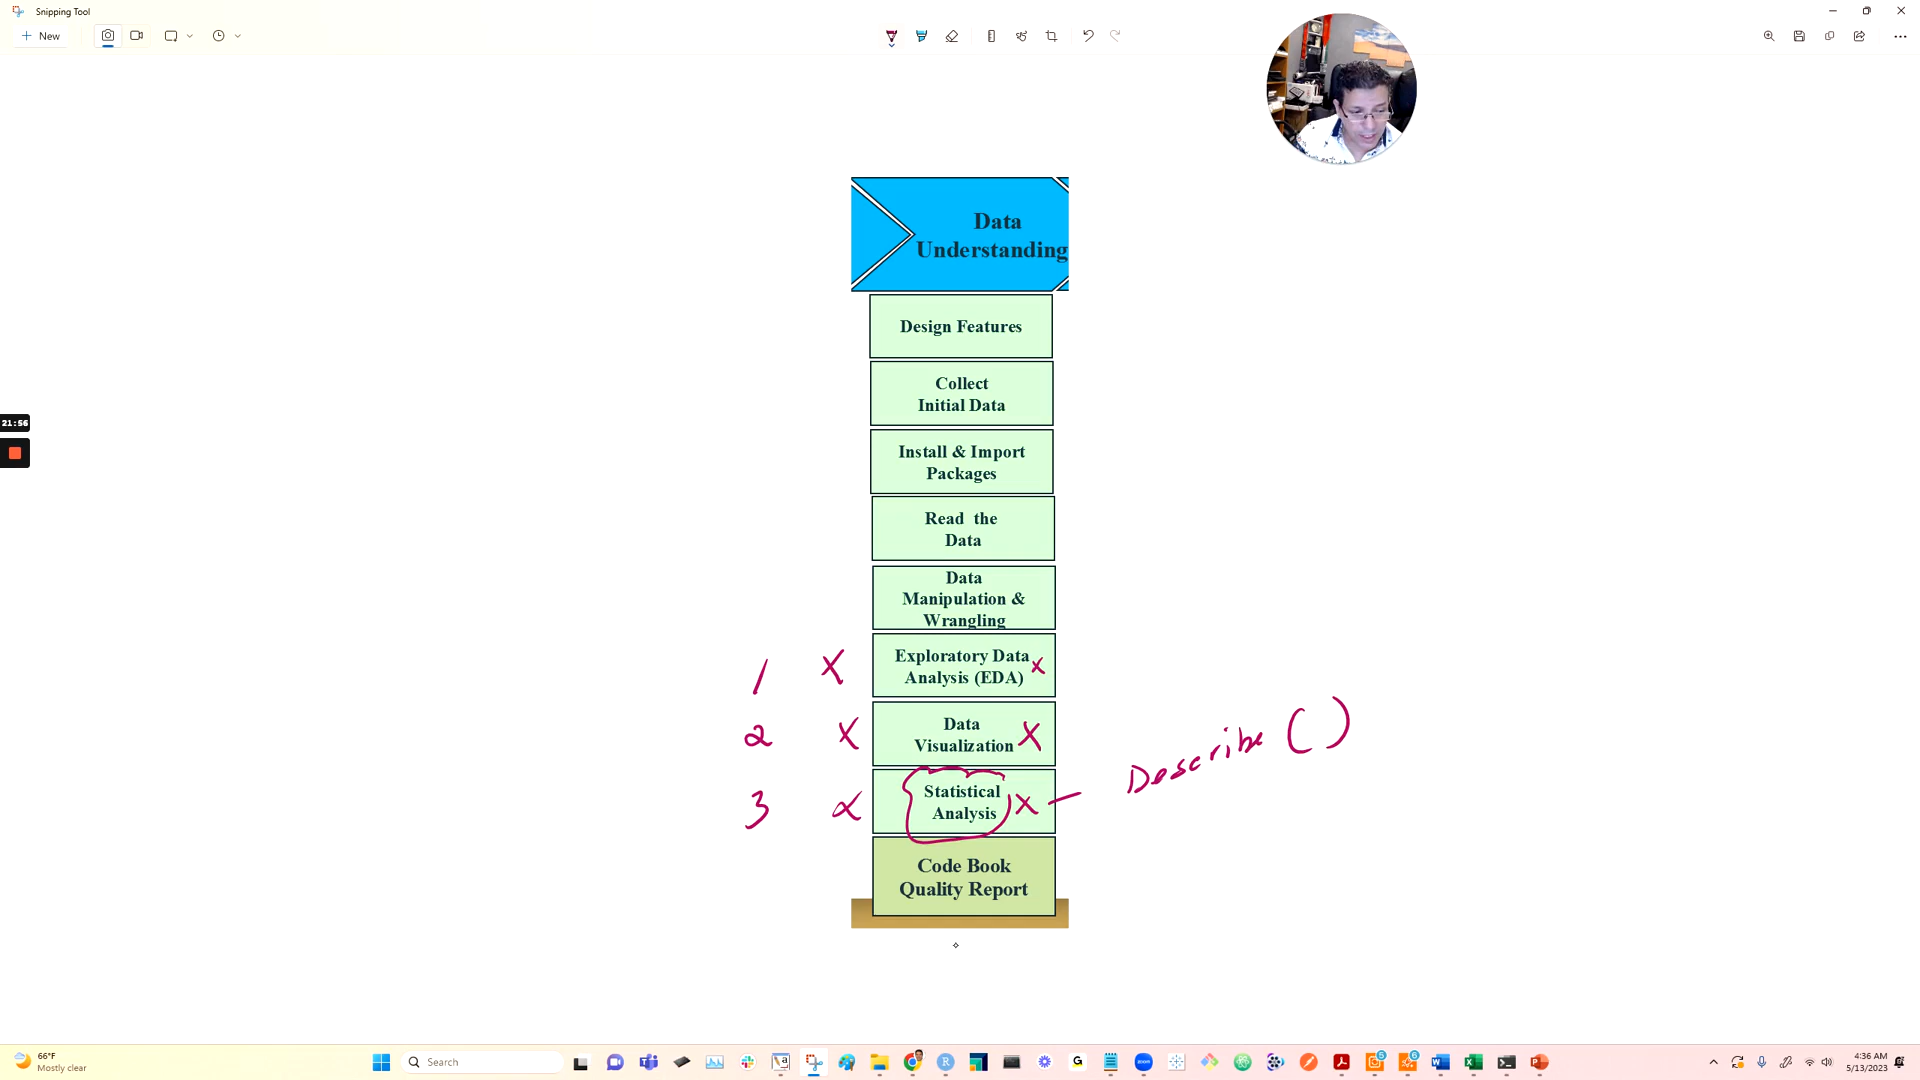 Snipping Tool
New
Data
Understanding
Design Features
Collect
Initial Data
Install & Import
Packages
21:56
Read the
Data
Data
Manipulation &
Wrangling
1 X Exploratory Data X
Analysis (EDA)
2 X Data
Visualization X
Describe ( )
3 X Statistical
Analysis X
Code Book
Quality Report
66°F
Mostly clear
Search
4:36 AM
5/13/2023